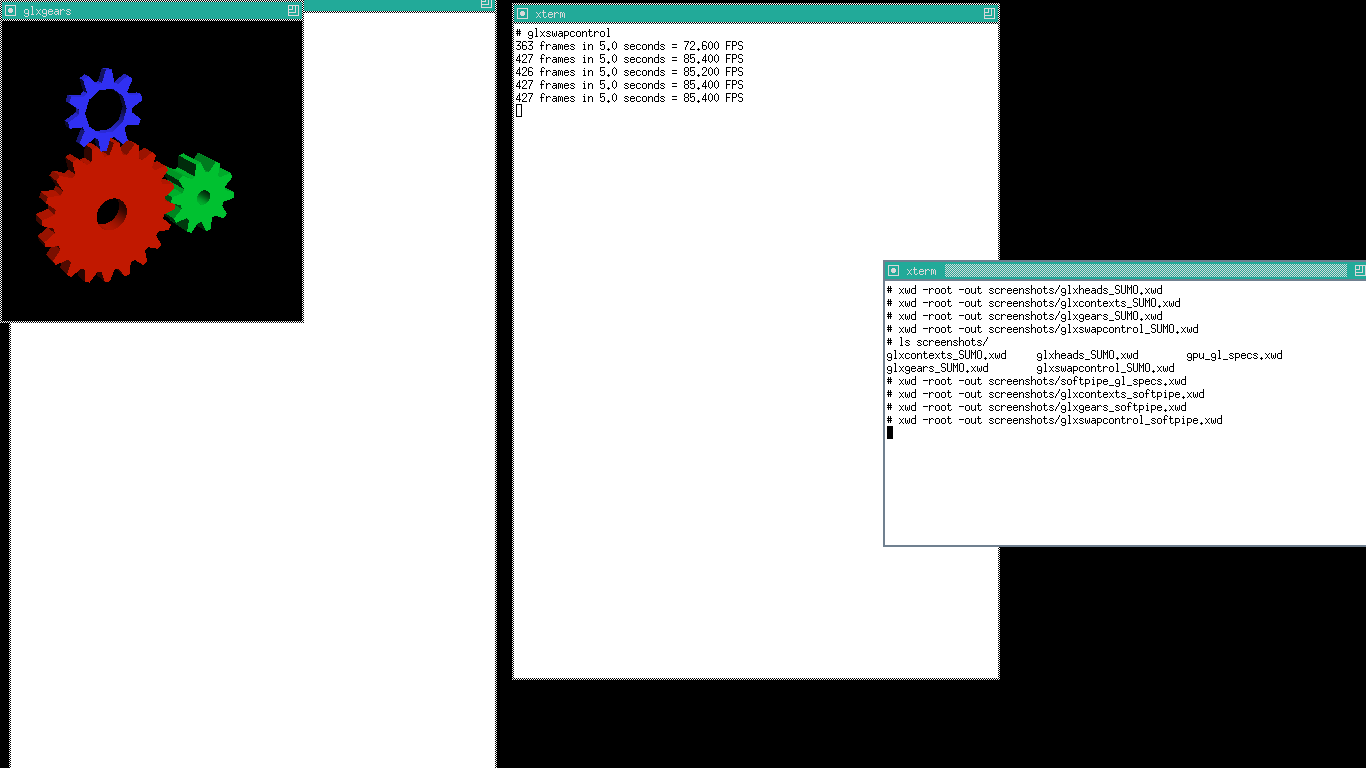 glxgears
xterm
# glxswapcontrol
363 frames in 5.0 seconds = 72.600 FPS
427 frames in 5.0 seconds = 85.400 FPS
426 frames in 5.0 seconds = 85.200 FPS
427 frames in 5.0 seconds = 85.400 FPS
427 frames in 5.0 seconds = 85.400 FPS
xterm
# xwd -root -out screenshots/glxheads_SUMO.xwd
# xwd -root -out screenshots/glxcontexts_SUMO.xwd
# xwd -root -out screenshots/glxgears_SUMO.xwd
# xwd -root -out screenshots/glxswapcontrol_SUMO.xwd
# ls screenshots/
glxcontexts_SUMO.xwd     glxheads_SUMO.xwd        gpu_gl_specs.xwd
glxgears_SUMO.xwd        glxswapcontrol_SUMO.xwd
# xwd -root -out screenshots/softpipe_gl_specs.xwd
# xwd -root -out screenshots/glxcontexts_softpipe.xwd
# xwd -root -out screenshots/glxgears_softpipe.xwd
# xwd -root -out screenshots/glxswapcontrol_softpipe.xwd